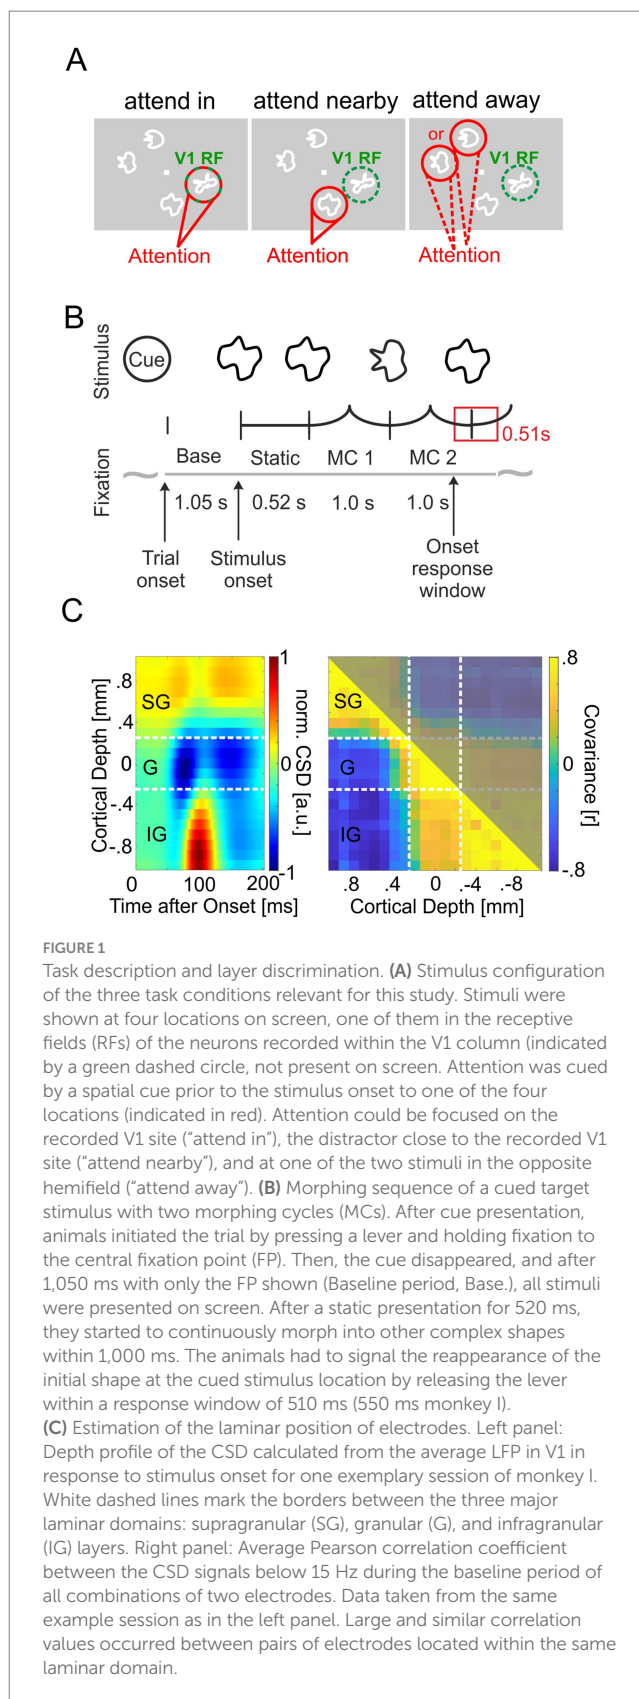 A
attend in
attend nearby
attend away
or
V1 RF
V1 RF
V1 RF
Attention
Attention
Attention
B
Stimulus
Cue
0.51s
Fixation
Base
Static
MC 1
MC 2
1.05 s
0.52 s
1.0 s
1.0 s
Trial
onset
Stimulus
onset
Onset
response
window
C
Cortical Depth [mm]
.8
.4
0
-.4
-.8
SG
G
IG
0
100
200
Time after Onset [ms]
1
0
-1
norm. CSD [a.u.]
SG
G
IG
.8
.4
0
-.4
-.8
Cortical Depth [mm]
.8
0
-.8
Covariance [r]
FIGURE 1
Task description and layer discrimination. (A) Stimulus configuration
of the three task conditions relevant for this study. Stimuli were
shown at four locations on screen, one of them in the receptive
fields (RFs) of the neurons recorded within the V1 column (indicated
by a green dashed circle, not present on screen. Attention was cued
by a spatial cue prior to the stimulus onset to one of the four
locations (indicated in red). Attention could be focused on the
recorded V1 site (“attend in”), the distractor close to the recorded V1
site (“attend nearby”), and at one of the two stimuli in the opposite
hemifield (“attend away”). (B) Morphing sequence of a cued target
stimulus with two morphing cycles (MCs). After cue presentation,
animals initiated the trial by pressing a lever and holding fixation to
the central fixation point (FP). Then, the cue disappeared, and after
1,050 ms with only the FP shown (Baseline period, Base.), all stimuli
were presented on screen. After a static presentation for 520 ms,
they started to continuously morph into other complex shapes
within 1,000 ms. The animals had to signal the reappearance of the
initial shape at the cued stimulus location by releasing the lever
within a response window of 510 ms (550 ms monkey I).
(C) Estimation of the laminar position of electrodes. Left panel:
Depth profile of the CSD calculated from the average LFP in V1 in
response to stimulus onset for one exemplary session of monkey I.
White dashed lines mark the borders between the three major
laminar domains: supragranular (SG), granular (G), and infragranular
(IG) layers. Right panel: Average Pearson correlation coefficient
between the CSD signals below 15 Hz during the baseline period of
all combinations of two electrodes. Data taken from the same
example session as in the left panel. Large and similar correlation
values occurred between pairs of electrodes located within the same
laminar domain.